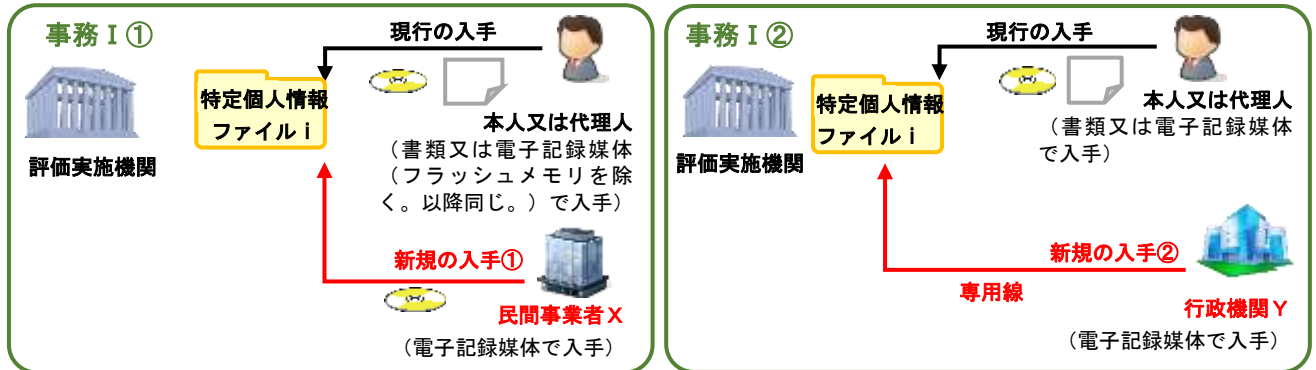 事務Ⅰ①
現行の入手
特定個人情報
ファイルⅰ
評価実施機関
本人又は代理人
（書類又は電子記録媒体
（フラッシュメモリを除
く。以降同じ。）で入手）
新規の入手①
民間事業者Ⅹ
（電子記録媒体で入手）
事務Ⅰ②
現行の入手
特定個人情報
ファイルⅰ
評価実施機関
本人又は代理人
（書類又は電子記録媒体
で入手）
新規の入手②
専用線
行政機関Ｙ
（電子記録媒体で入手）